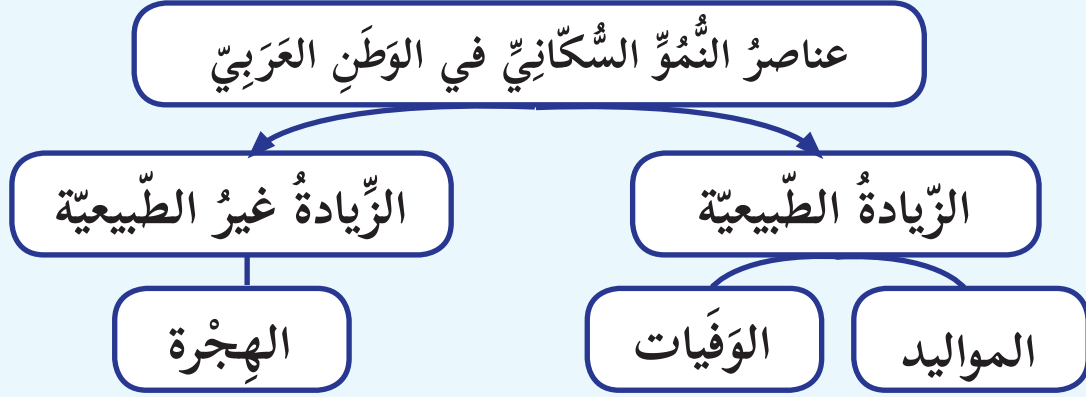 عناصرُ النُّمُوِّ السُّكّانِيِّ في الوَطَنِ العَرَبِيّ
الزّيادةُ الطّبيعيّة
الزِّيادةُ غيرُ الطّبيعيّة
المواليد
الوَفَيات
الهِجْرة